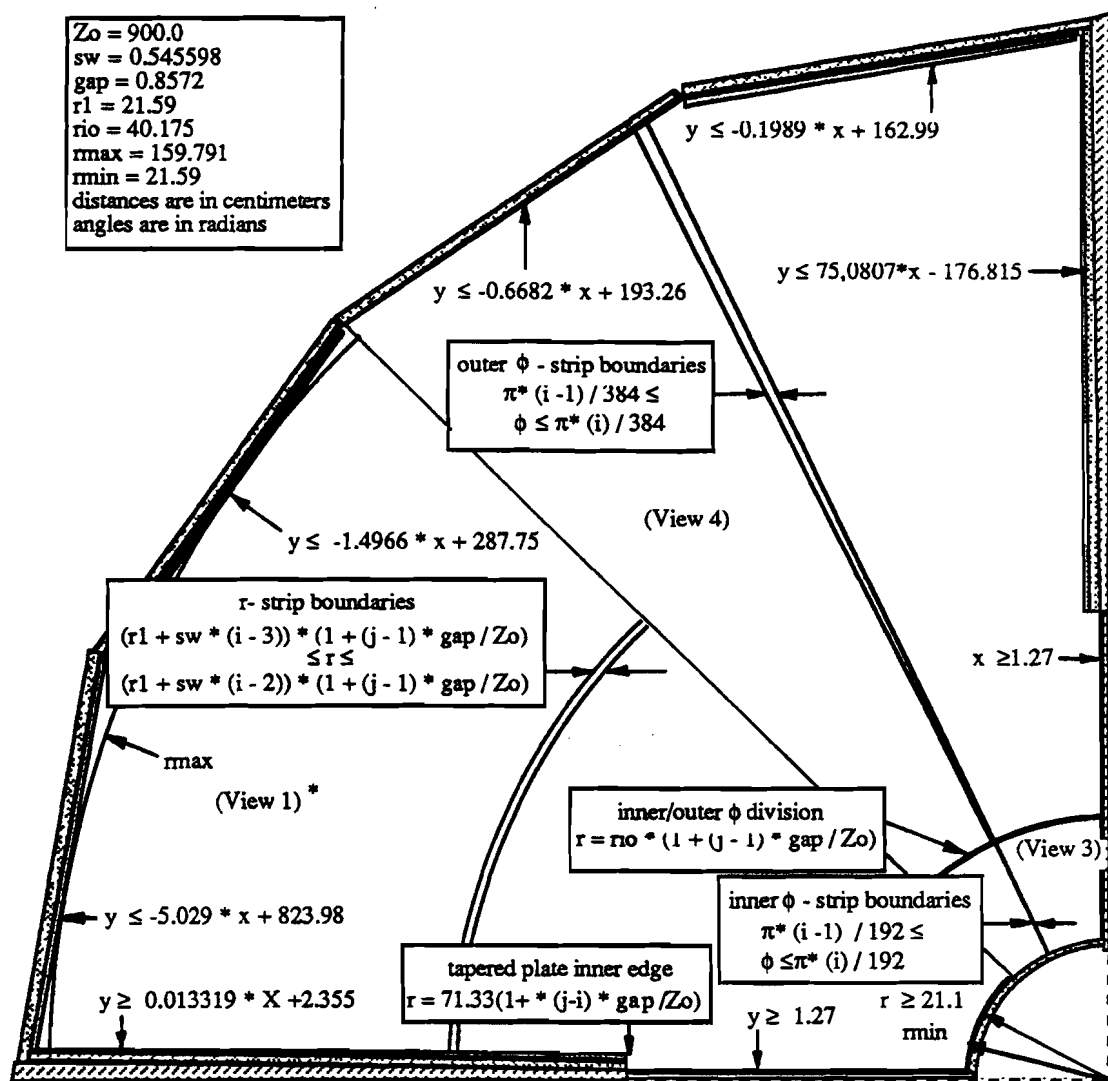 Zo = 900.0
sw = 0.545598
gap = 0.8572
r1 = 21.59
rio = 40.175
rmax = 159.791
rmin = 21.59
distances are in centimeters
angles are in radians
y ≤ -0.1989 * x + 162.99
y ≤ 75,0807*x - 176.815
y ≤ -0.6682 * x + 193.26
outer ϕ - strip boundaries
π* (i -1) / 384 ≤
ϕ ≤ π* (i) / 384
(View 4)
y ≤ -1.4966 * x + 287.75
r- strip boundaries
(r1 + sw * (i - 3)) * (1 + (j - 1) * gap / Zo)
≤ r ≤
(r1 + sw * (i - 2)) * (1 + (j - 1) * gap / Zo)
x ≥1.27
rmax
(View 1) *
inner/outer ϕ division
r = rio * (1 + (j - 1) * gap / Zo)
(View 3)
inner ϕ - strip boundaries
π* (i -1) / 192 ≤
ϕ ≤π* (i) / 192
y ≤ -5.029 * x + 823.98
tapered plate inner edge
r = 71.33(1+ * (j-i) * gap /Zo)
y ≥ 0.013319 * X +2.355
y ≥ 1.27
r ≥ 21.1
rmin